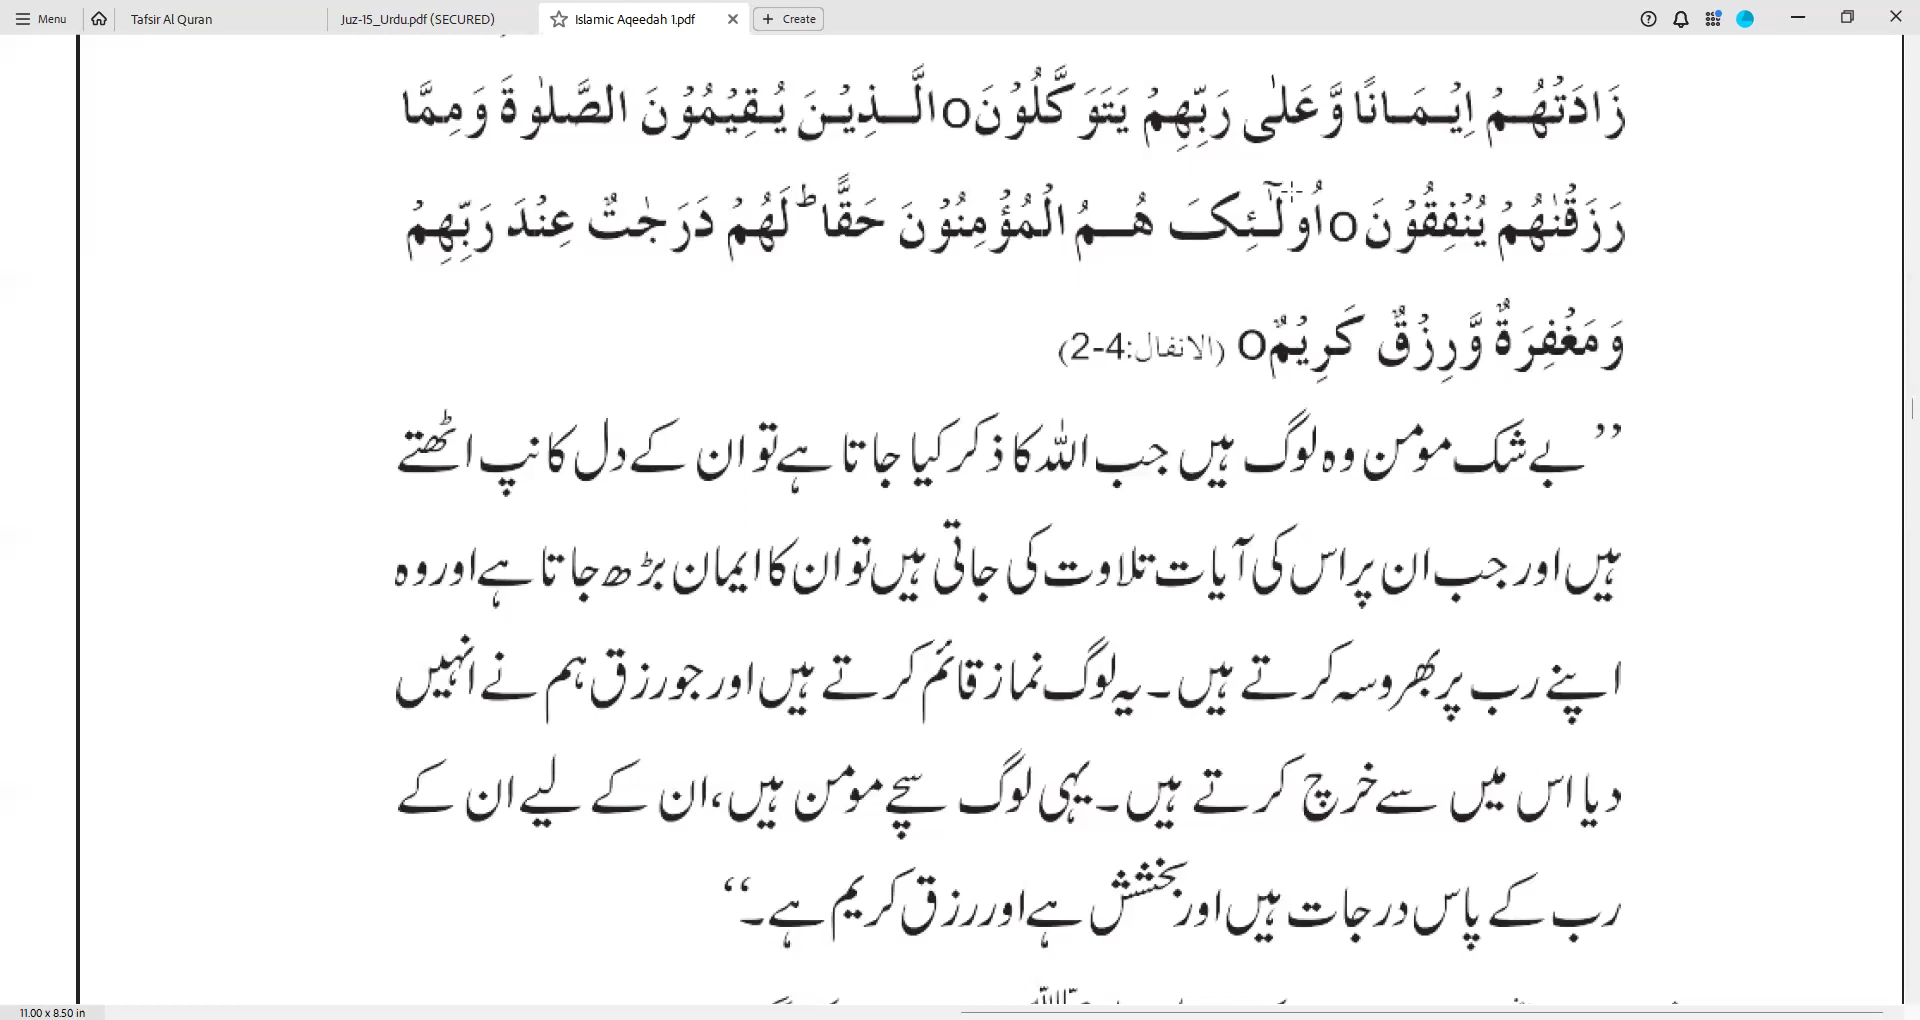 Menu
Tafsir Al Quran
Juz-15_Urdu.pdf (SECURED)
Islamic Aqeedah 1.pdf
Create
زَادَتْهُمْ اِيْمَانًا وَّعَلٰى رَبِّهِمْ يَتَوَكَّلُوْنَo الَّذِيْنَ يُقِيْمُوْنَ الصَّلٰوةَ وَمِمَّا
رَزَقْنٰهُمْ يُنْفِقُوْنَo اُولٰٓئِكَ هُمُ الْمُؤْمِنُوْنَ حَقًّا ؕ لَهُمْ دَرَجٰتٌ عِنْدَ رَبِّهِمْ
وَمَغْفِرَةٌ وَّرِزْقٌ كَرِيْمٌo (الانفال:4-2)
’’بے شک مومن وہ لوگ ہیں جب اللہ کا ذکر کیا جاتا ہے تو ان کے دل کانپ اٹھتے
ہیں اور جب ان پر اس کی آیات تلاوت کی جاتی ہیں تو ان کا ایمان بڑھ جاتا ہے اور وہ
اپنے رب پر بھروسہ کرتے ہیں۔ یہ لوگ نماز قائم کرتے ہیں اور جو رزق ہم نے انہیں
دیا اس میں سے خرچ کرتے ہیں۔ یہی لوگ سچے مومن ہیں، ان کے لیے ان کے
رب کے پاس درجات ہیں اور بخشش ہے اور رزق کریم ہے۔‘‘
11.00 x 8.50 in